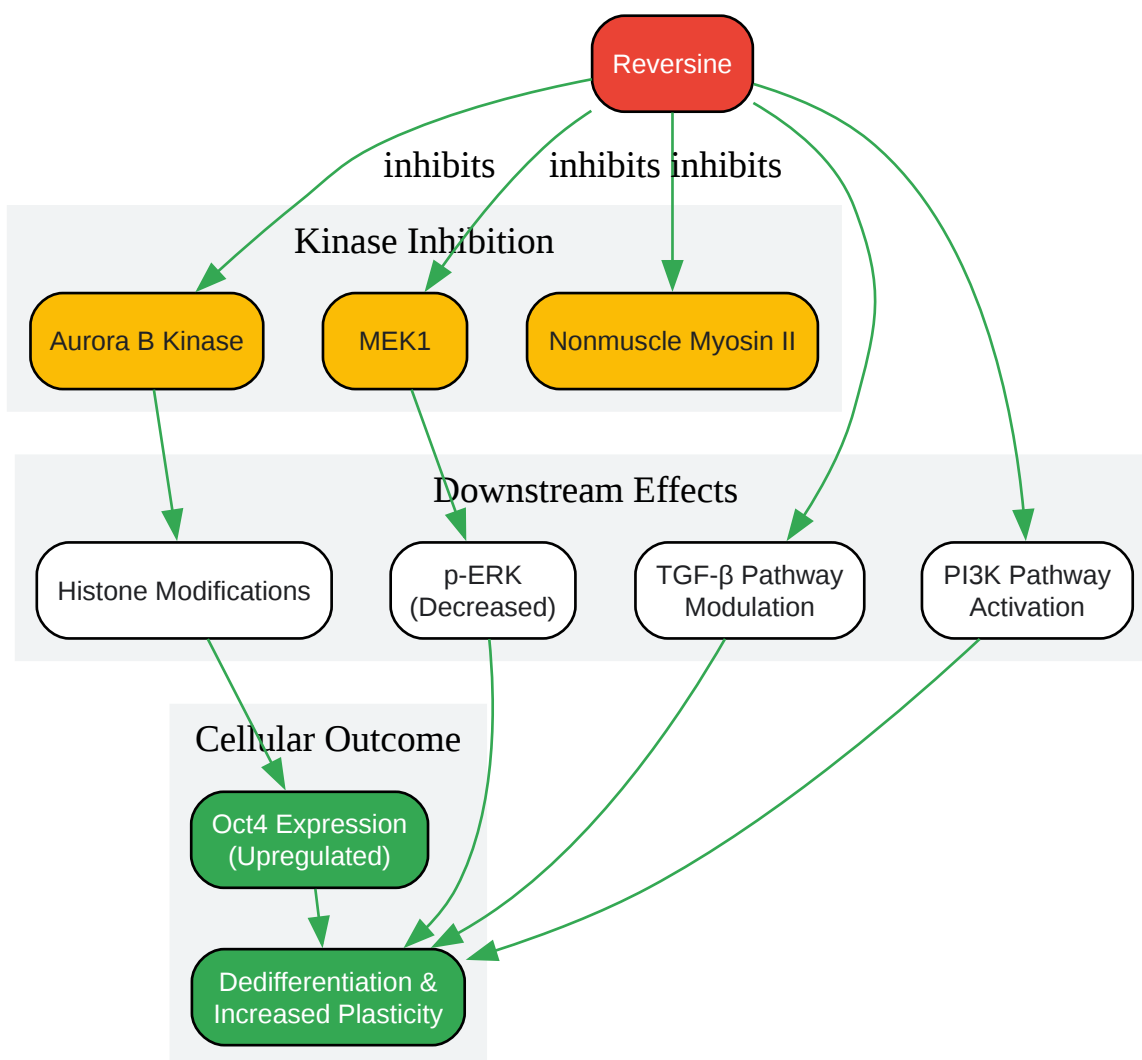 Reversine
inhibits
inhibits
inhibits
Kinase Inhibition
Aurora B Kinase
MEK1
Nonmuscle Myosin II
Downstream Effects
Histone Modifications
p-ERK
(Decreased)
TGF-β Pathway
Modulation
PI3K Pathway
Activation
Cellular Outcome
Oct4 Expression
(Upregulated)
Dedifferentiation &
Increased Plasticity